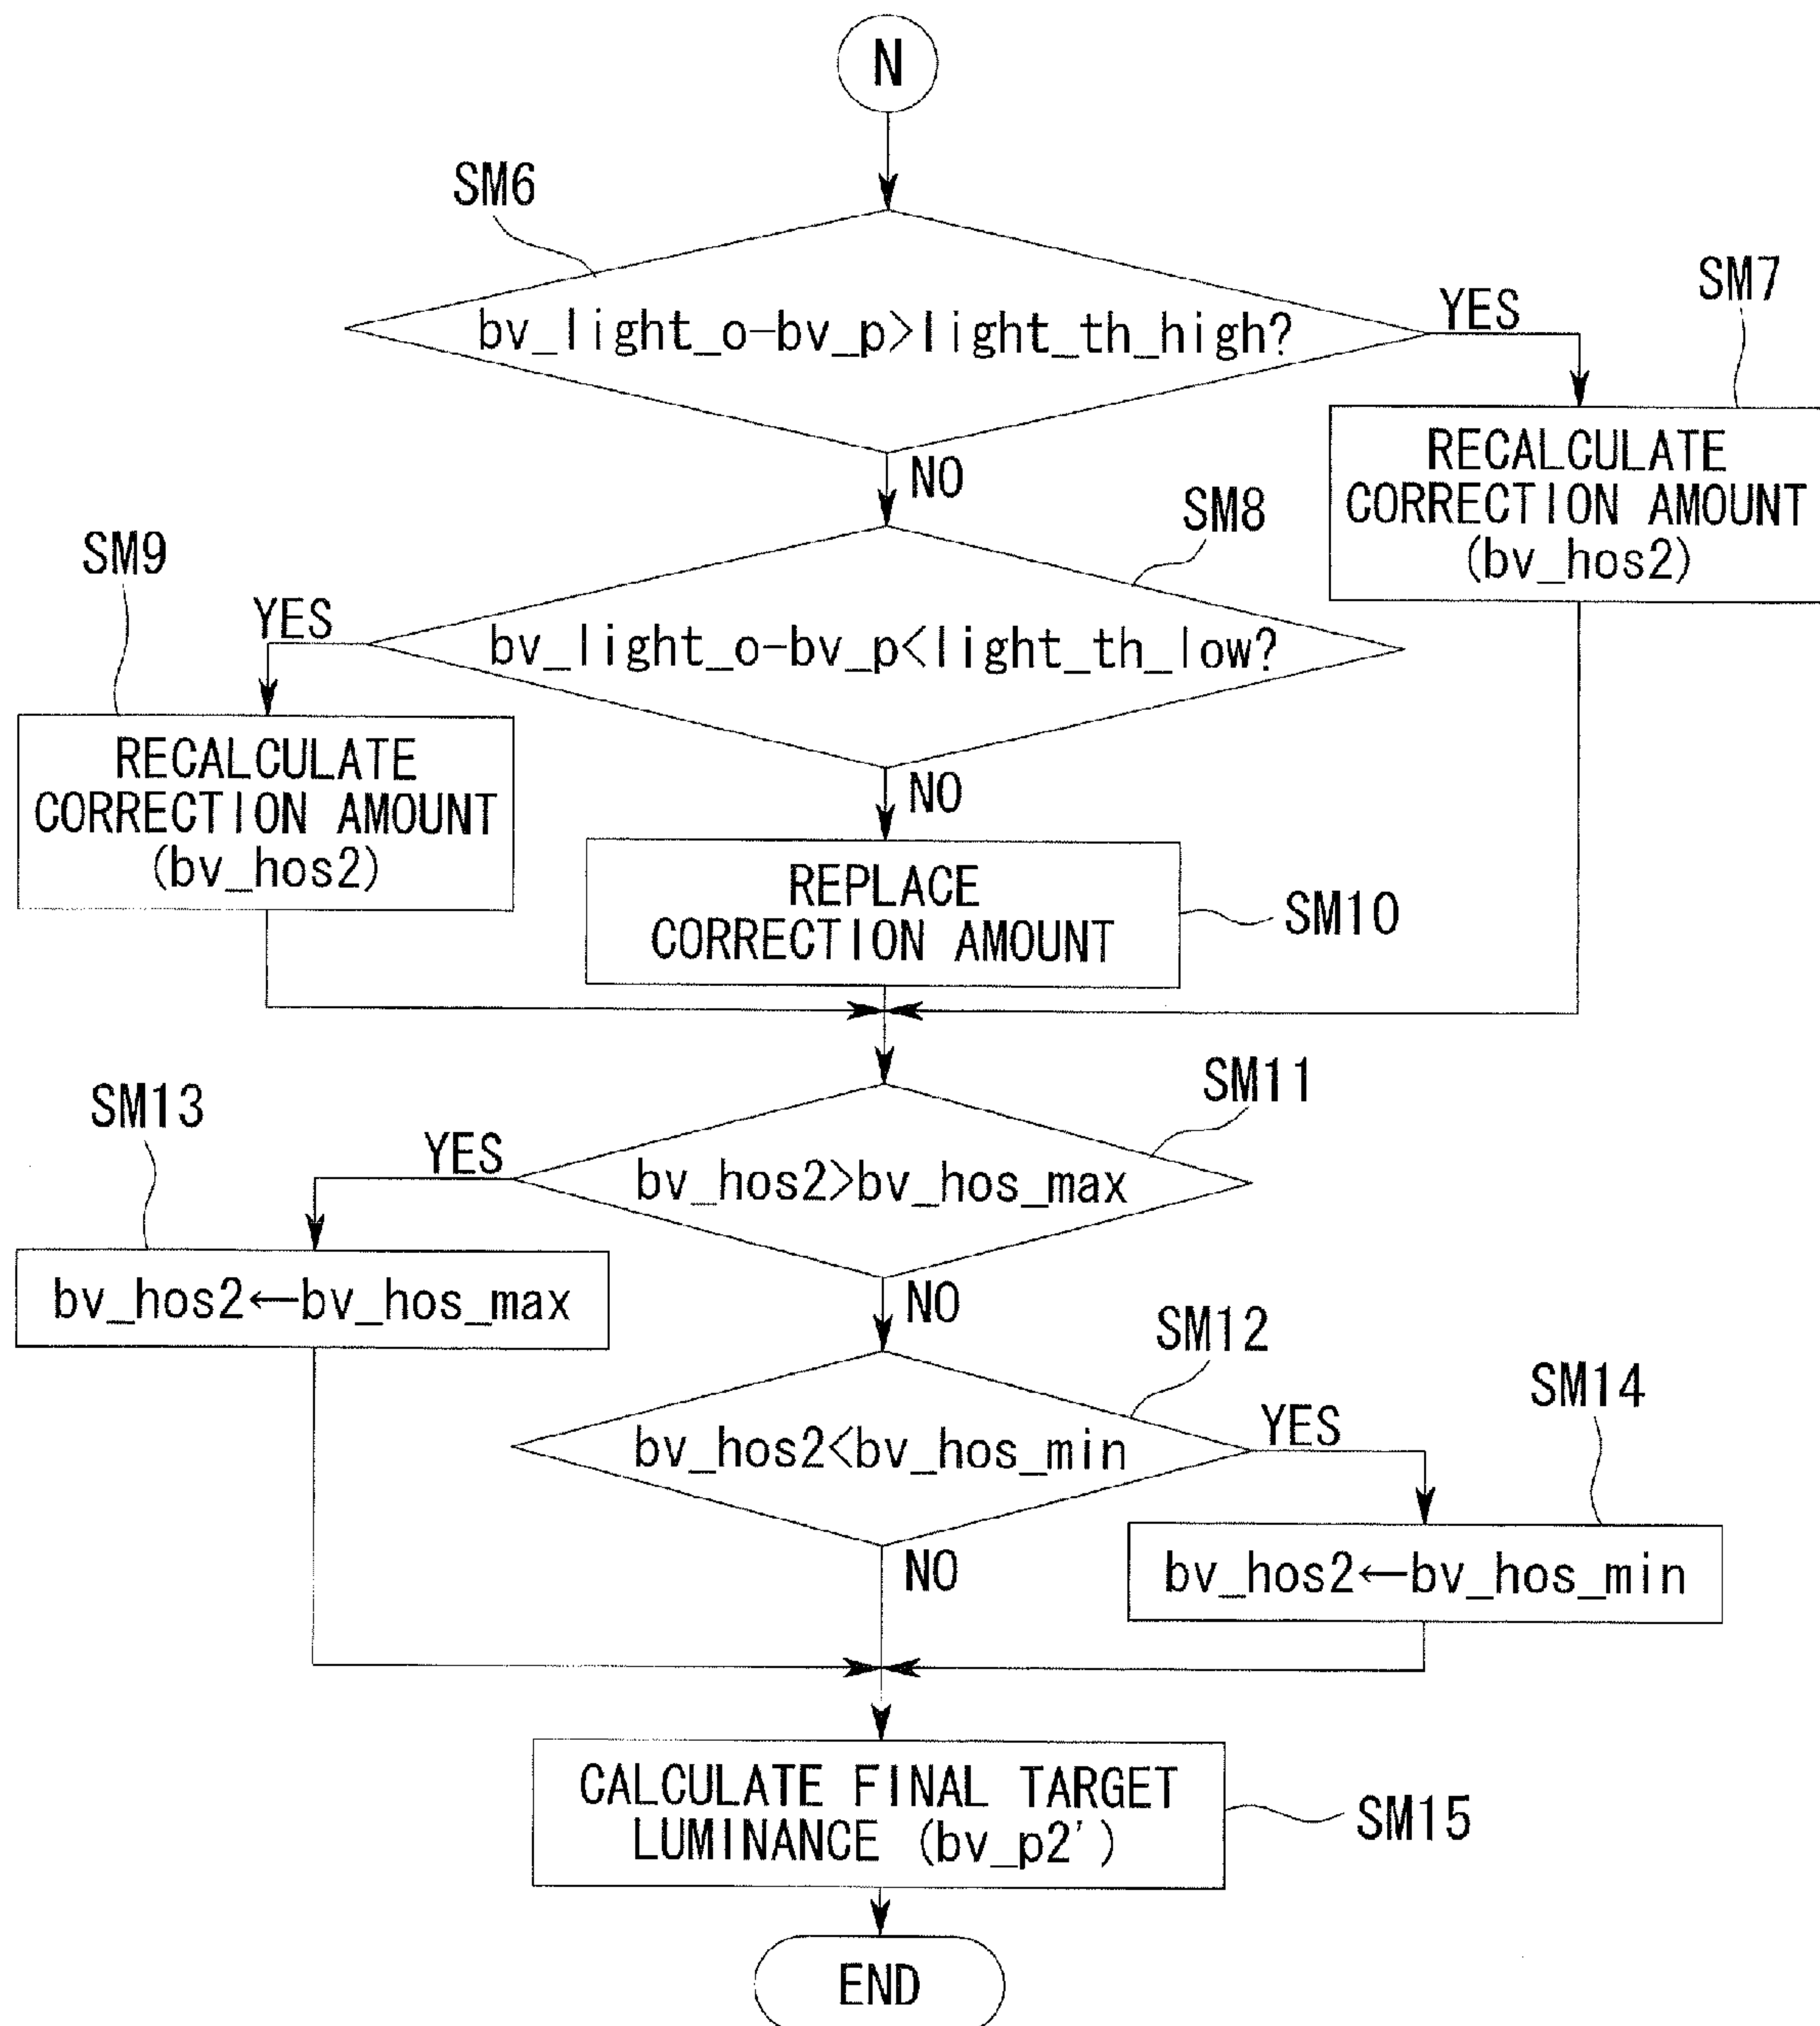 N
SM6
bv_light_o-bv_p>light_th_high?
YES
SM7
RECALCULATE
CORRECTION AMOUNT
(bv_hos2)
NO
SM8
bv_light_o-bv_p<light_th_low?
YES
SM9
RECALCULATE
CORRECTION AMOUNT
(bv_hos2)
NO
REPLACE
CORRECTION AMOUNT
SM10
SM11
bv_hos2>bv_hos_max
YES
SM13
bv_hos2←bv_hos_max
NO
SM12
bv_hos2<bv_hos_min
YES
SM14
bv_hos2←bv_hos_min
NO
CALCULATE FINAL TARGET
LUMINANCE (bv_p2')
SM15
END